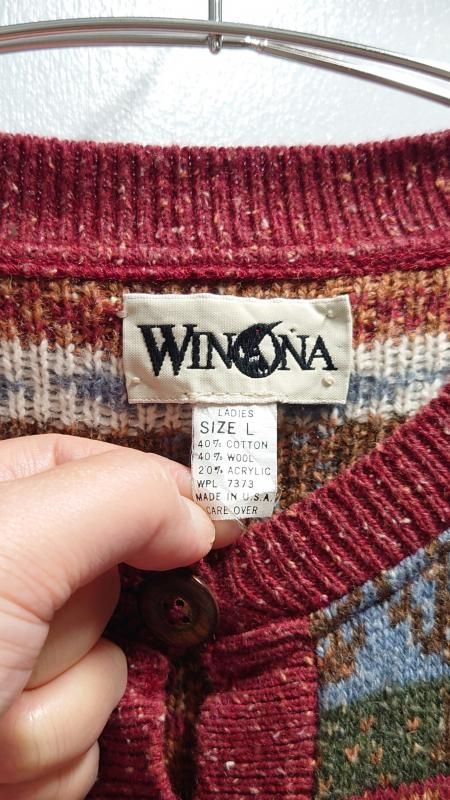 WINONA
LADIES
SIZE L
40% COTTON
40% WOOL
20% ACRYLIC
WPL 7373
MADE IN U.S.A.
CARE OVER